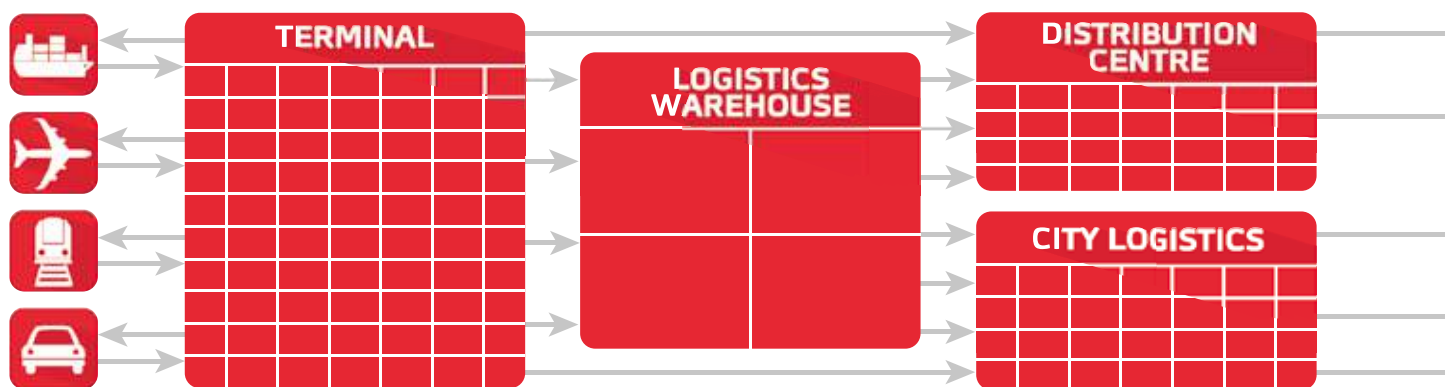 TERMINAL
LOGISTICS
WAREHOUSE
DISTRIBUTION
CENTRE
CITY LOGISTICS